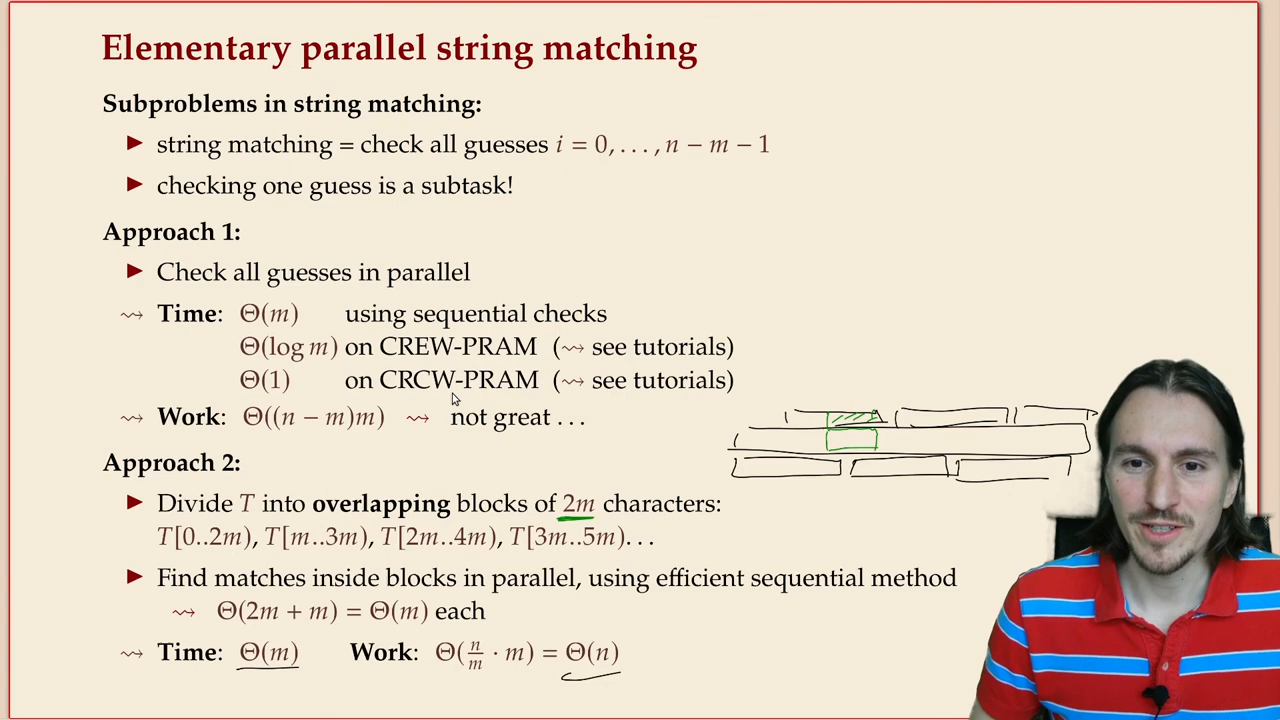 Elementary parallel string matching
Subproblems in string matching:
▶ string matching = check all guesses i = 0, . . . , n − m − 1
▶ checking one guess is a subtask!
Approach 1:
▶ Check all guesses in parallel
⇝ Time: Θ(m) using sequential checks
Θ(log m) on CREW-PRAM (⇝ see tutorials)
Θ(1) on CRCW-PRAM (⇝ see tutorials)
⇝ Work: Θ((n − m)m) ⇝ not great . . .
Approach 2:
▶ Divide T into overlapping blocks of 2m characters:
T[0..2m), T[m..3m), T[2m..4m), T[3m..5m). . .
▶ Find matches inside blocks in parallel, using efficient sequential method
⇝ Θ(2m + m) = Θ(m) each
⇝ Time: Θ(m) Work: Θ(n/m · m) = Θ(n)